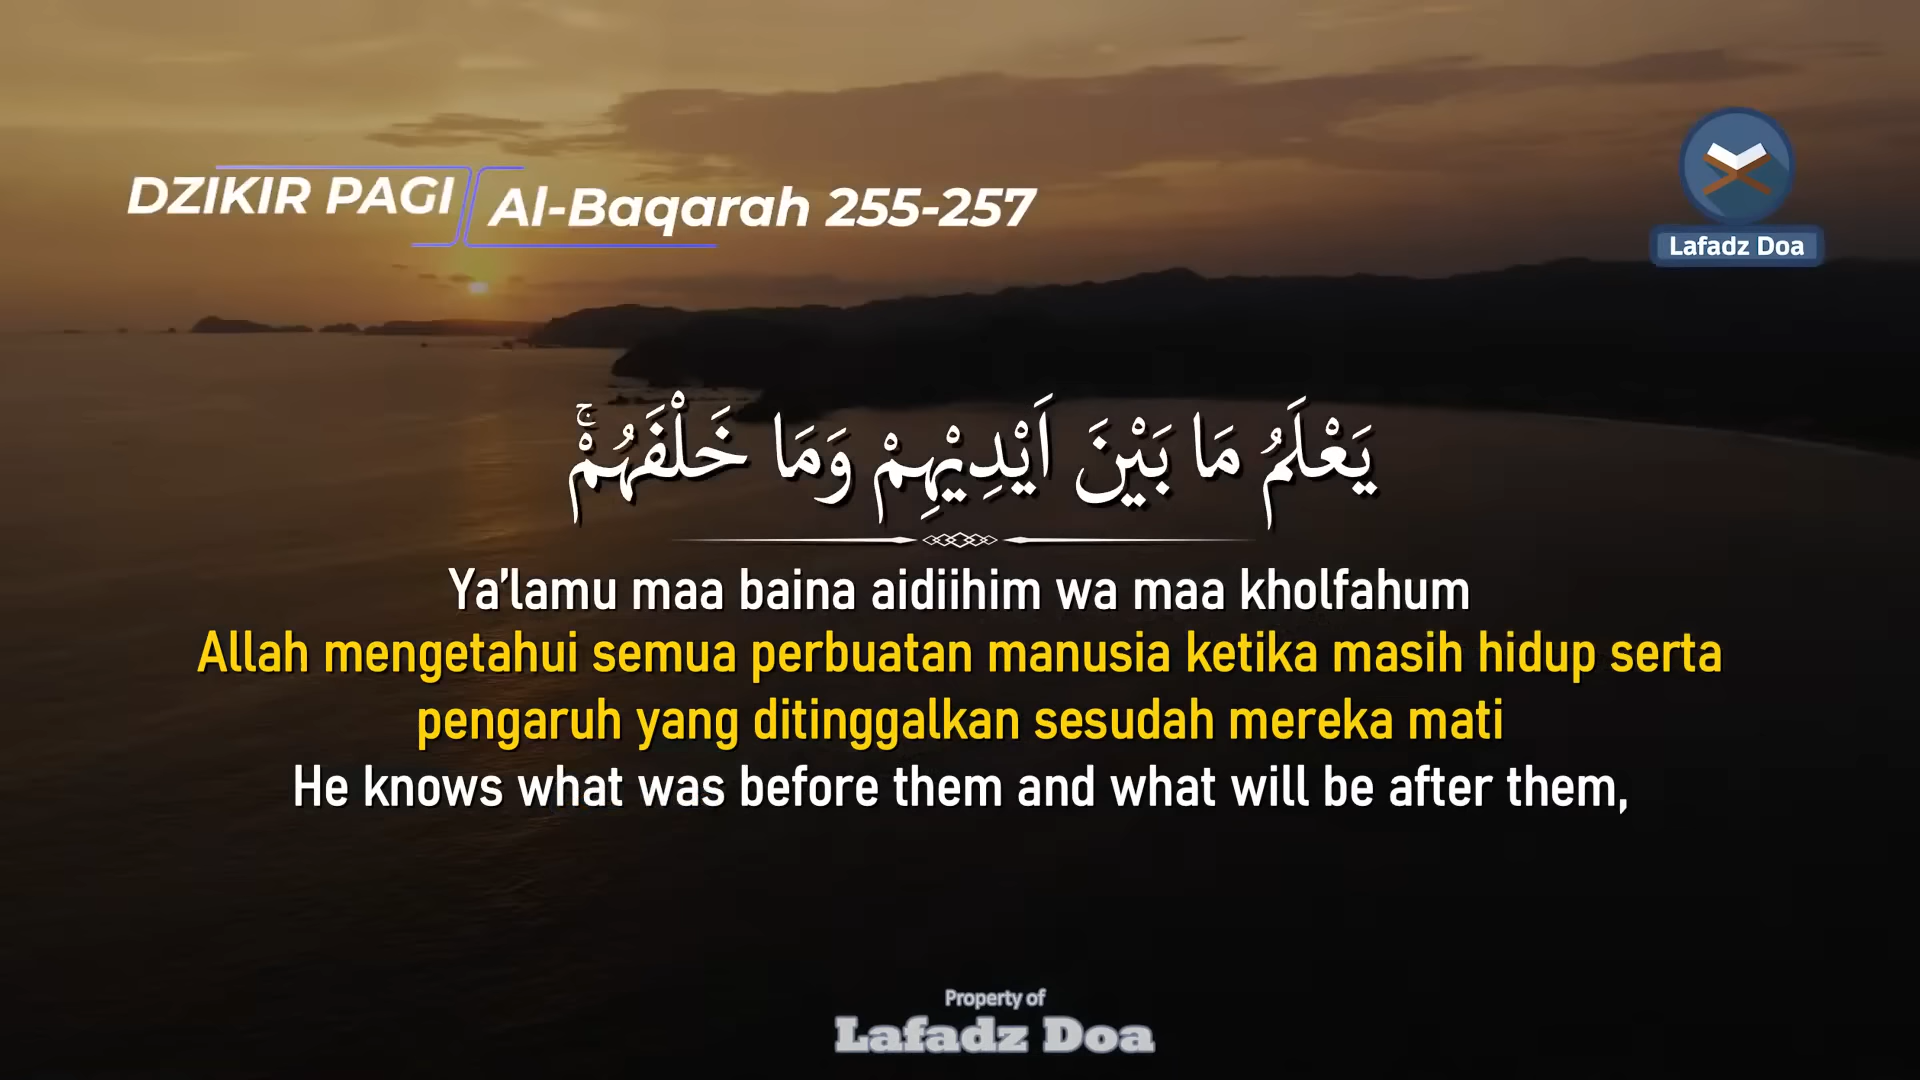 DZIKIR PAGI
Al-Baqarah 255-257
Lafadz Doa
يَعْلَمُ مَا بَيْنَ اَيْدِيْهِمْ وَمَا خَلْفَهُمْۚ
Ya’lamu maa baina aidiihim wa maa kholfahum
Allah mengetahui semua perbuatan manusia ketika masih hidup serta
pengaruh yang ditinggalkan sesudah mereka mati
He knows what was before them and what will be after them,
Property of
Lafadz Doa